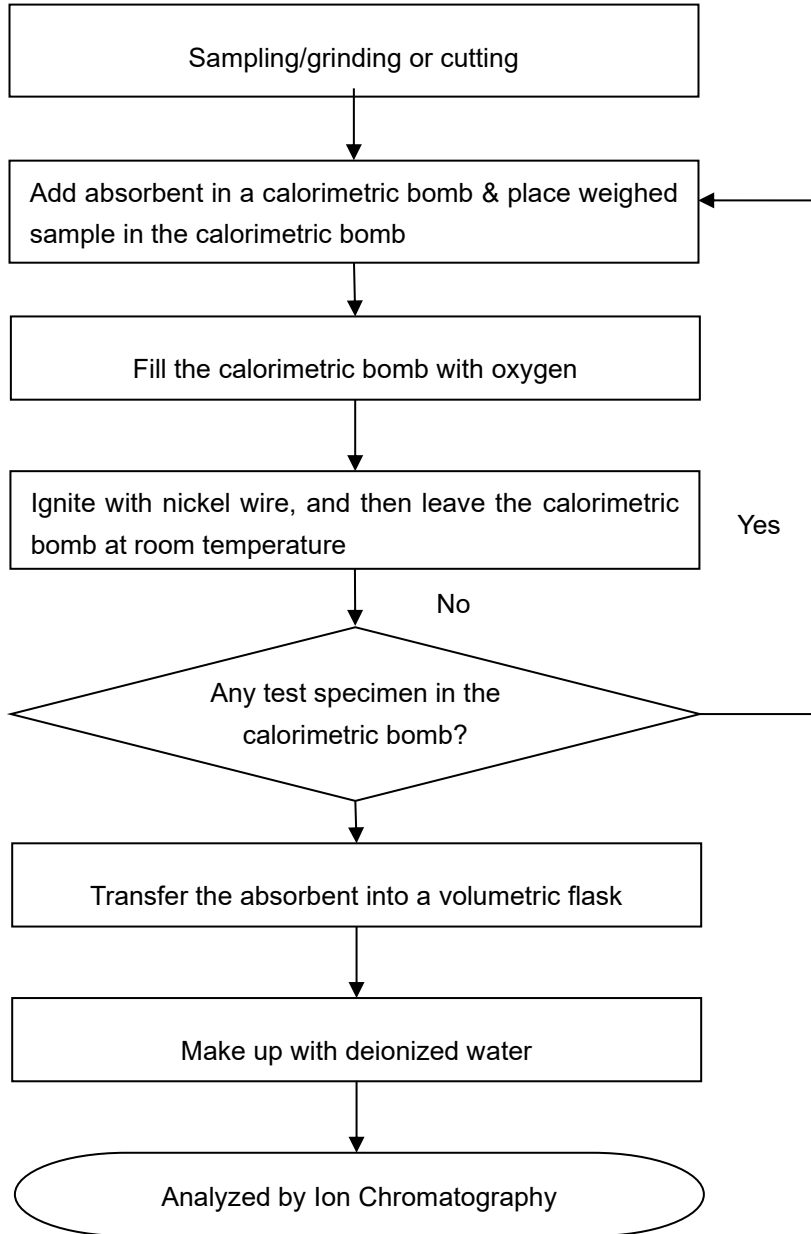 Sampling/grinding or cutting
Add absorbent in a calorimetric bomb & place weighed
sample in the calorimetric bomb
Fill the calorimetric bomb with oxygen
Ignite with nickel wire, and then leave the calorimetric
bomb at room temperature
Yes
No
Any test specimen in the
calorimetric bomb?
Transfer the absorbent into a volumetric flask
Make up with deionized water
Analyzed by Ion Chromatography